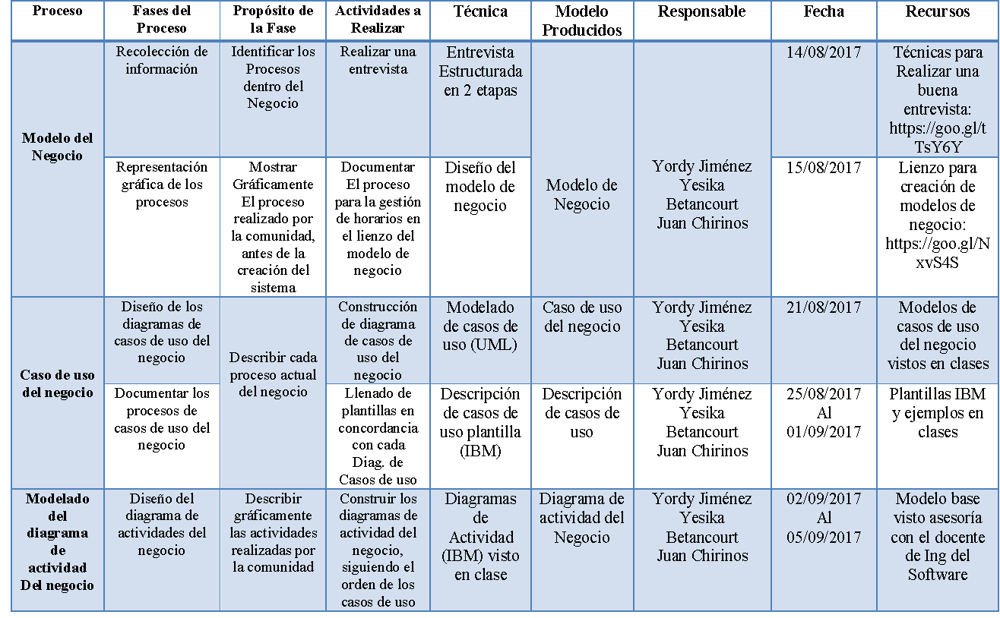 Proceso
Fases del
Proceso
Propósito de
la Fase
Actividades a
Realizar
Técnica
Modelo
Producidos
Responsable
Fecha
Recursos
Modelo del
Negocio
Recolección de
información
Identificar los
Procesos
dentro del
Negocio
Realizar una
entrevista
Entrevista
Estructurada
en 2 etapas
Modelo de
Negocio
Yordy Jiménez
Yesika
Betancourt
Juan Chirinos
14/08/2017
Técnicas para
Realizar una
buena
entrevista:
https://goo.gl/t
TsY6Y
Representación
gráfica de los
procesos
Mostrar
Gráficamente
El proceso
realizado por
la comunidad,
antes de la
creación del
sistema
Documentar
El proceso
para la gestión
de horarios en
el lienzo del
modelo de
negocio
Diseño del
modelo de
negocio
15/08/2017
Lienzo para
creación de
modelos de
negocio:
https://goo.gl/N
xvS4S
Caso de uso
del negocio
Diseño de los
diagramas de
casos de uso del
negocio
Describir cada
proceso actual
del negocio
Construcción
de diagrama
de casos de
uso del
negocio
Modelado
de casos de
uso (UML)
Caso de uso
del negocio
Yordy Jiménez
Yesika
Betancourt
Juan Chirinos
21/08/2017
Modelos de
casos de uso
del negocio
vistos en clases
Documentar los
procesos de
casos de uso del
negocio
Llenado de
plantillas en
concordancia
con cada
Diag. de
Casos de uso
Descripción
de casos de
uso plantilla
(IBM)
Descripción
de casos de
uso
Yordy Jiménez
Yesika
Betancourt
Juan Chirinos
25/08/2017
Al
01/09/2017
Plantillas IBM
y ejemplos en
clases
Modelado
del
diagrama
de
actividad
Del negocio
Diseño del
diagrama de
actividades del
negocio
Describir
gráficamente
las actividades
realizadas por
la comunidad
Construir los
diagramas de
actividad del
negocio,
siguiendo el
orden de los
casos de uso
Diagramas
de
Actividad
(IBM) visto
en clase
Diagrama de
actividad del
Negocio
Yordy Jiménez
Yesika
Betancourt
Juan Chirinos
02/09/2017
Al
05/09/2017
Modelo base
visto asesoría
con el docente
de Ing del
Software